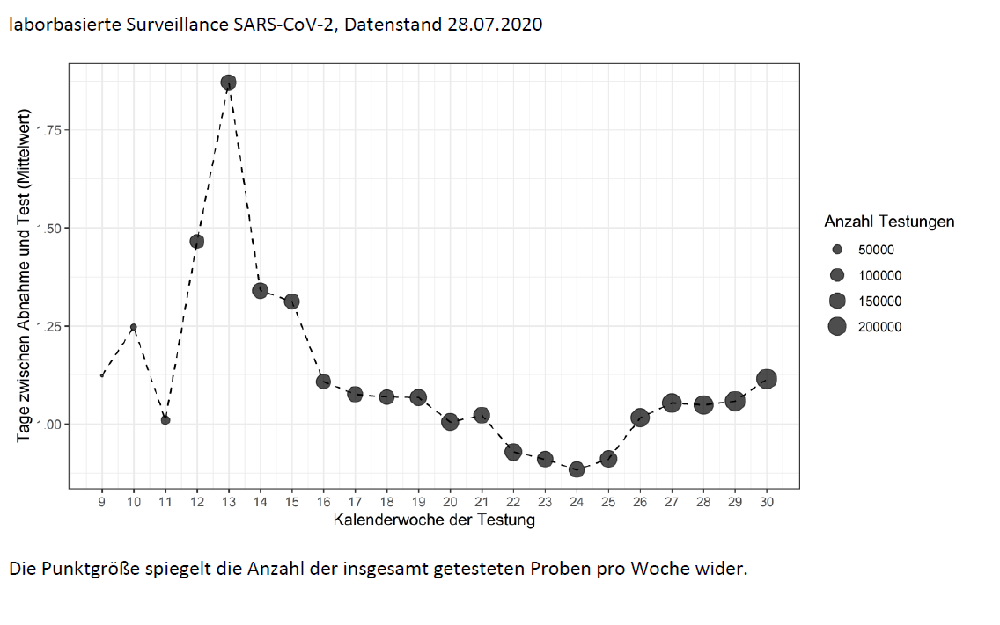 laborbasierte Surveillance SARS-CoV-2, Datenstand 28.07.2020
Tage zwischen Abnahme und Test (Mittelwert)
1.75
1.50
1.25
1.00
9 10 11 12 13 14 15 16 17 18 19 20 21 22 23 24 25 26 27 28 29 30
Kalenderwoche der Testung
Anzahl Testungen
50000
100000
150000
200000
Die Punktgröße spiegelt die Anzahl der insgesamt getesteten Proben pro Woche wider.